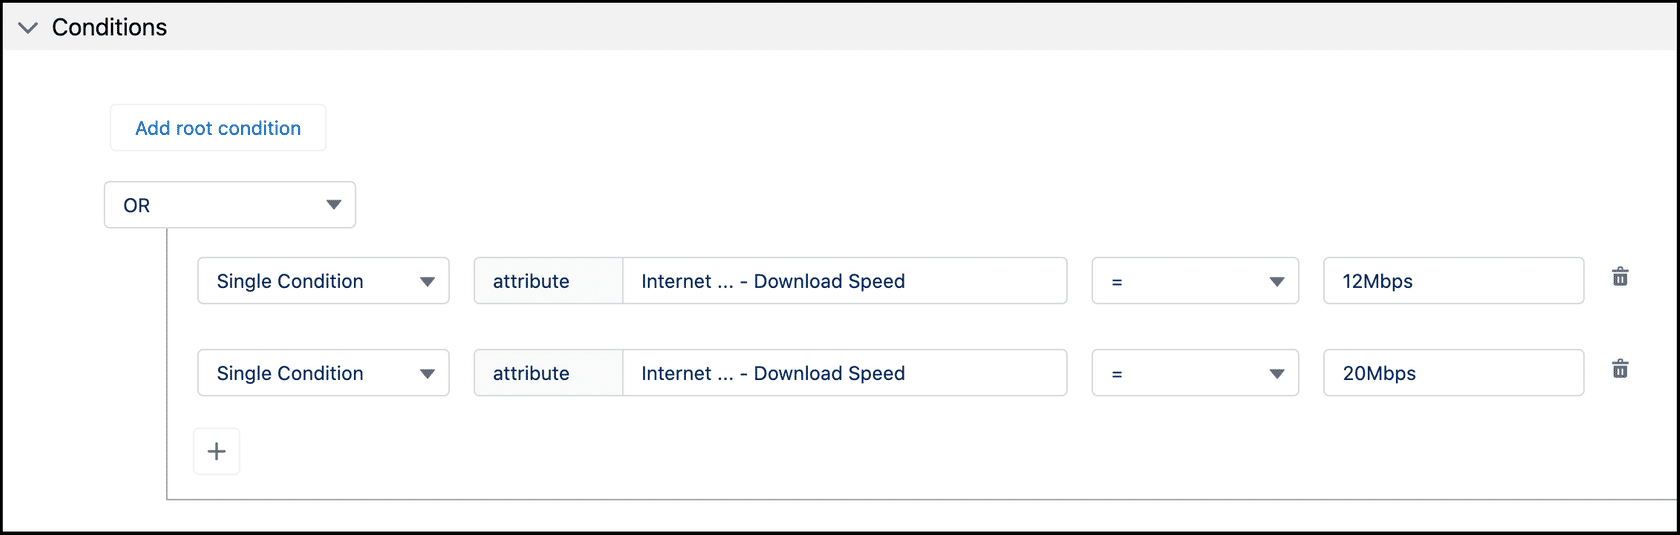 Conditions
Add root condition
OR
Single Condition attribute Internet ... - Download Speed = 12Mbps
Single Condition attribute Internet ... - Download Speed = 20Mbps
+